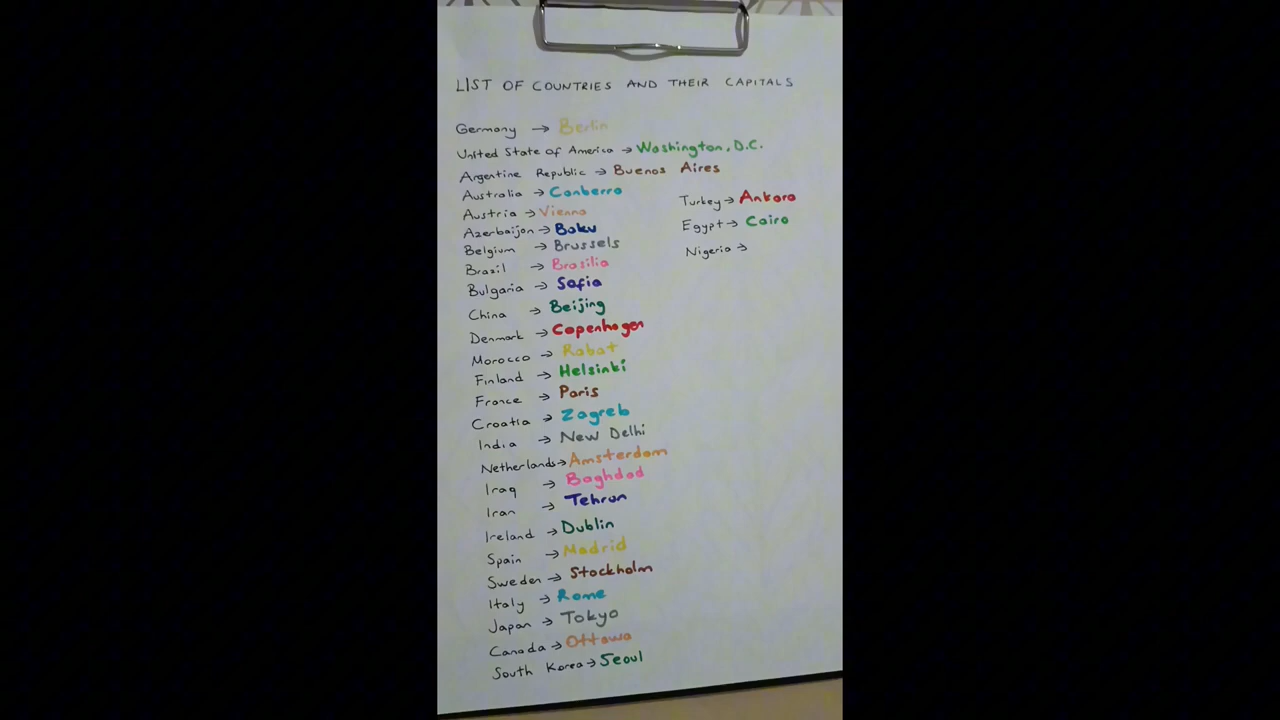 LIST OF COUNTRIES AND THEIR CAPITALS
Germany → Berlin
United State of America → Washington, D.C.
Argentine Republic → Buenos Aires
Australia → Canberra
Austria → Vienna
Azerbaijan → Baku
Belgium → Brussels
Brazil → Brasilia
Bulgaria → Sofia
China → Beijing
Denmark → Copenhagen
Morocco → Rabat
Finland → Helsinki
France → Paris
Croatia → Zagreb
India → New Delhi
Netherlands → Amsterdam
Iraq → Baghdad
Iran → Tehran
Ireland → Dublin
Spain → Madrid
Sweden → Stockholm
Italy → Rome
Japan → Tokyo
Canada → Ottawa
South Korea → Seoul
Turkey → Ankara
Egypt → Cairo
Nigeria →